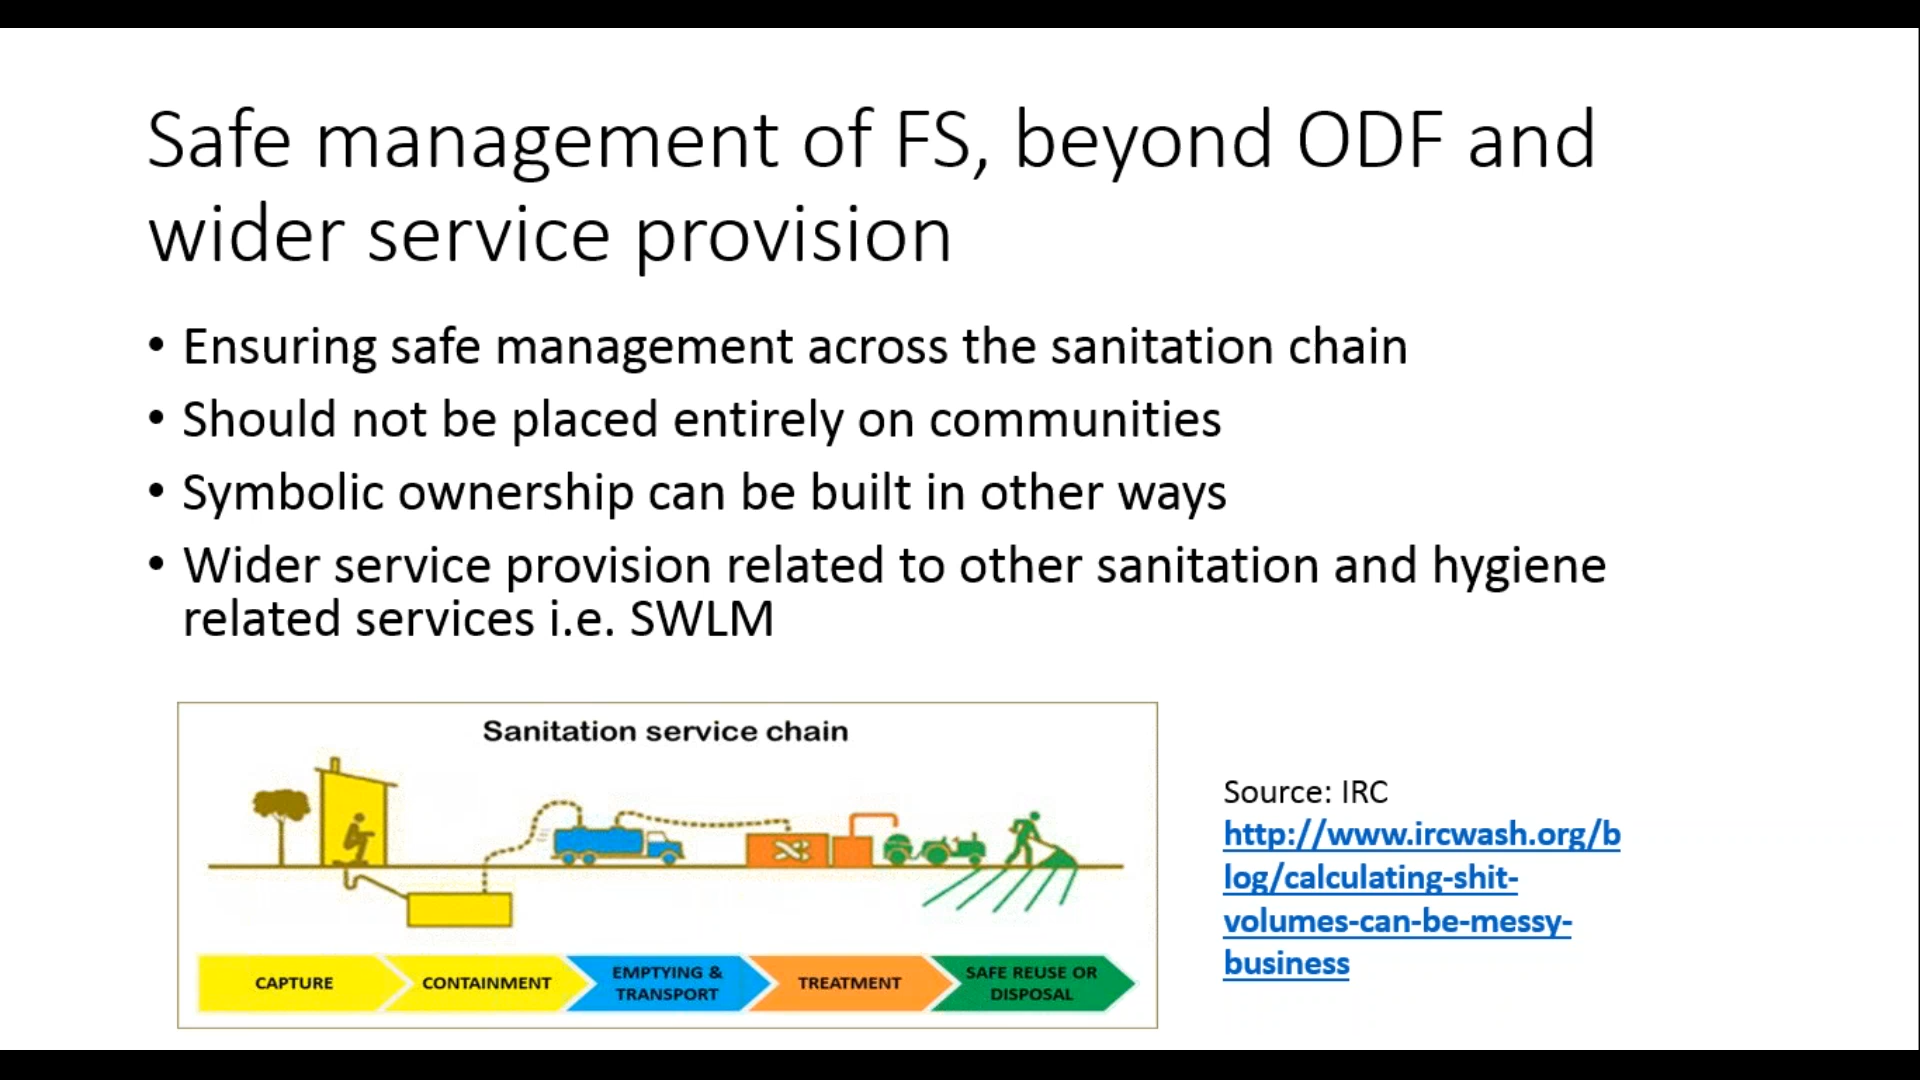 Safe management of FS, beyond ODF and
wider service provision
• Ensuring safe management across the sanitation chain
• Should not be placed entirely on communities
• Symbolic ownership can be built in other ways
• Wider service provision related to other sanitation and hygiene
related services i.e. SWLM
Sanitation service chain
CAPTURE
CONTAINMENT
EMPTYING &
TRANSPORT
TREATMENT
SAFE REUSE OR
DISPOSAL
Source: IRC
http://www.ircwash.org/b
log/calculating-shit-
volumes-can-be-messy-
business